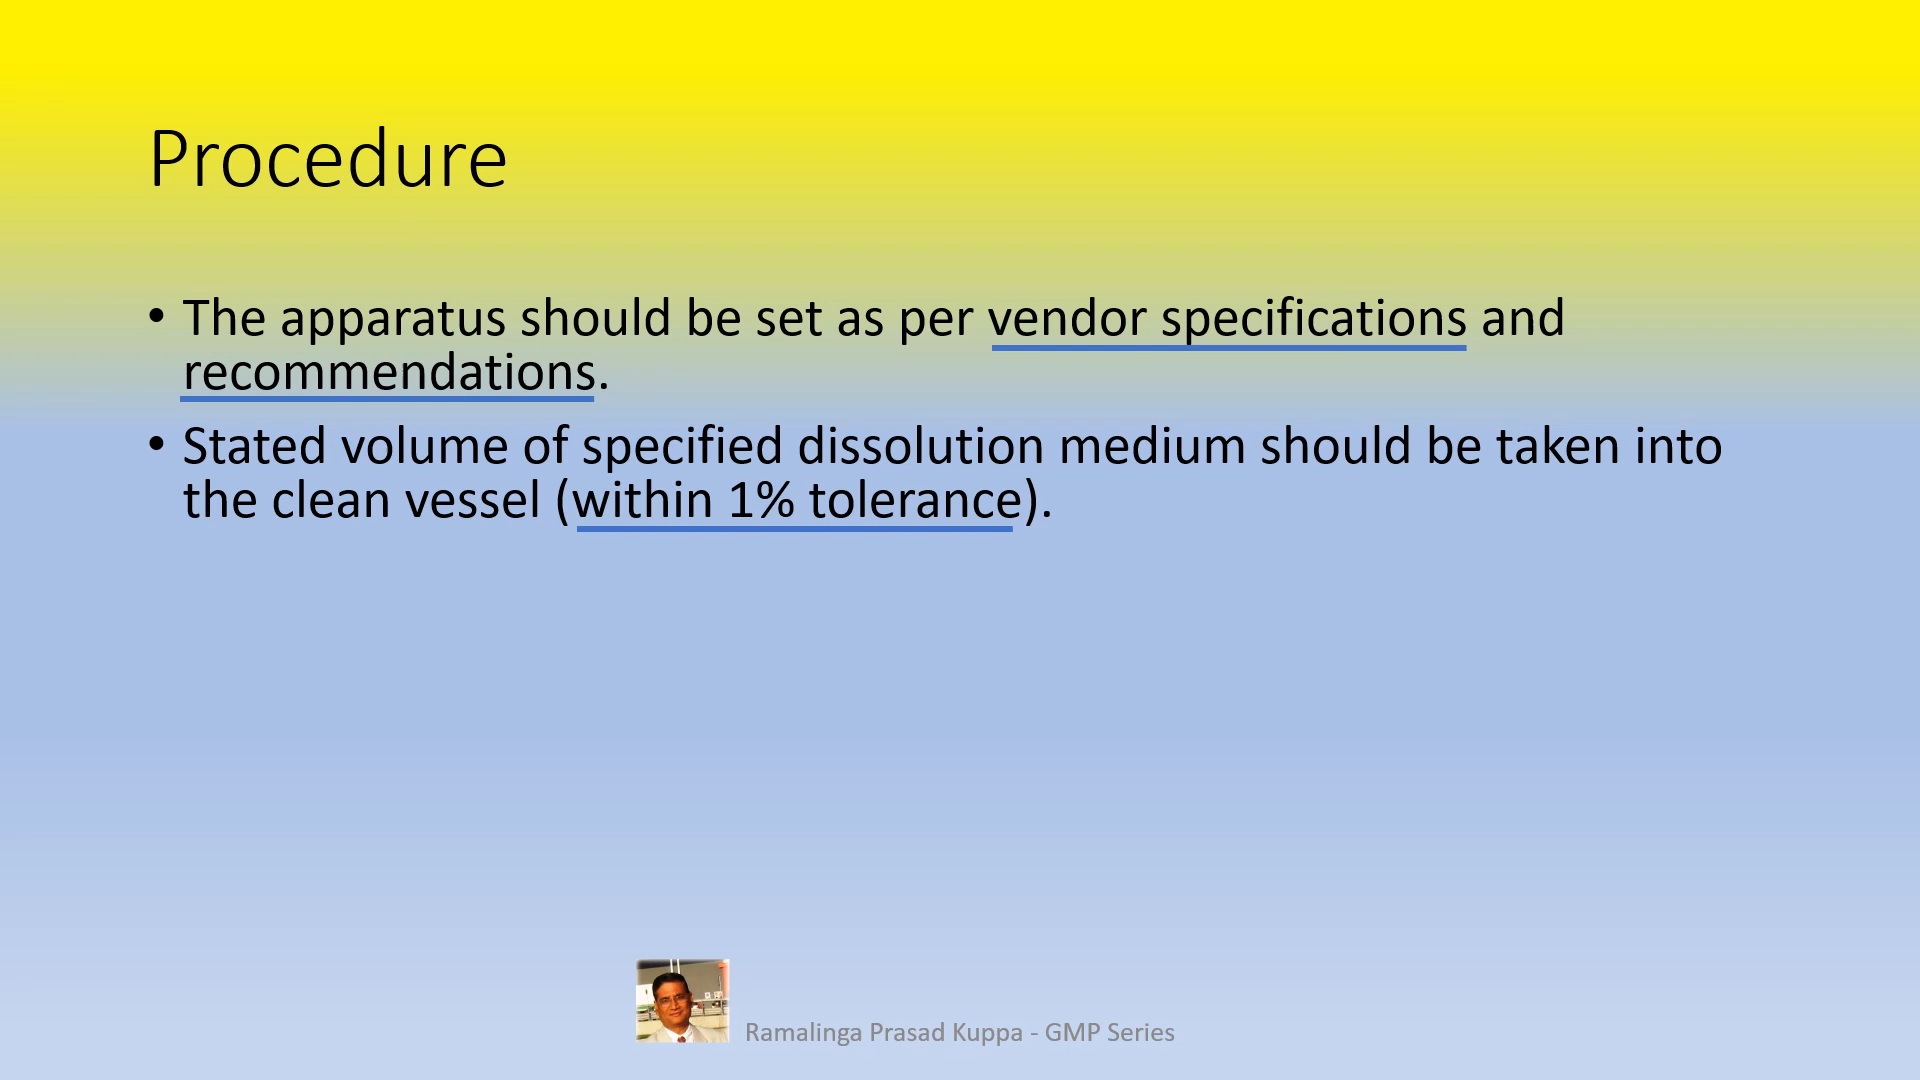 Procedure
• The apparatus should be set as per vendor specifications and
recommendations.
• Stated volume of specified dissolution medium should be taken into
the clean vessel (within 1% tolerance).
Ramalinga Prasad Kuppa - GMP Series